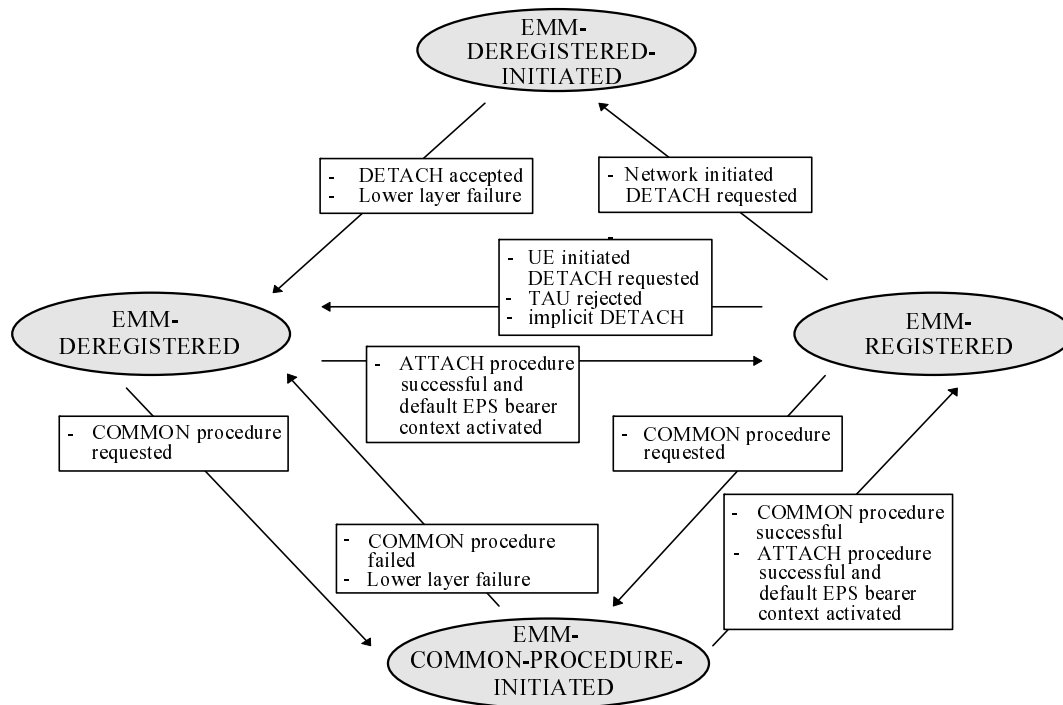 EMM-
DEREGISTERED-
INITIATED
- DETACH accepted
- Lower layer failure
- Network initiated
DETACH requested
-
- UE initiated
DETACH requested
- TAU rejected
- implicit DETACH
EMM-
DEREGISTERED
EMM-
REGISTERED
- ATTACH procedure
successful and
default EPS bearer
context activated
- COMMON procedure
requested
- COMMON procedure
requested
- COMMON procedure
failed
- Lower layer failure
- COMMON procedure
successful
- ATTACH procedure
successful and
default EPS bearer
context activated
EMM-
COMMON-PROCEDURE-
INITIATED